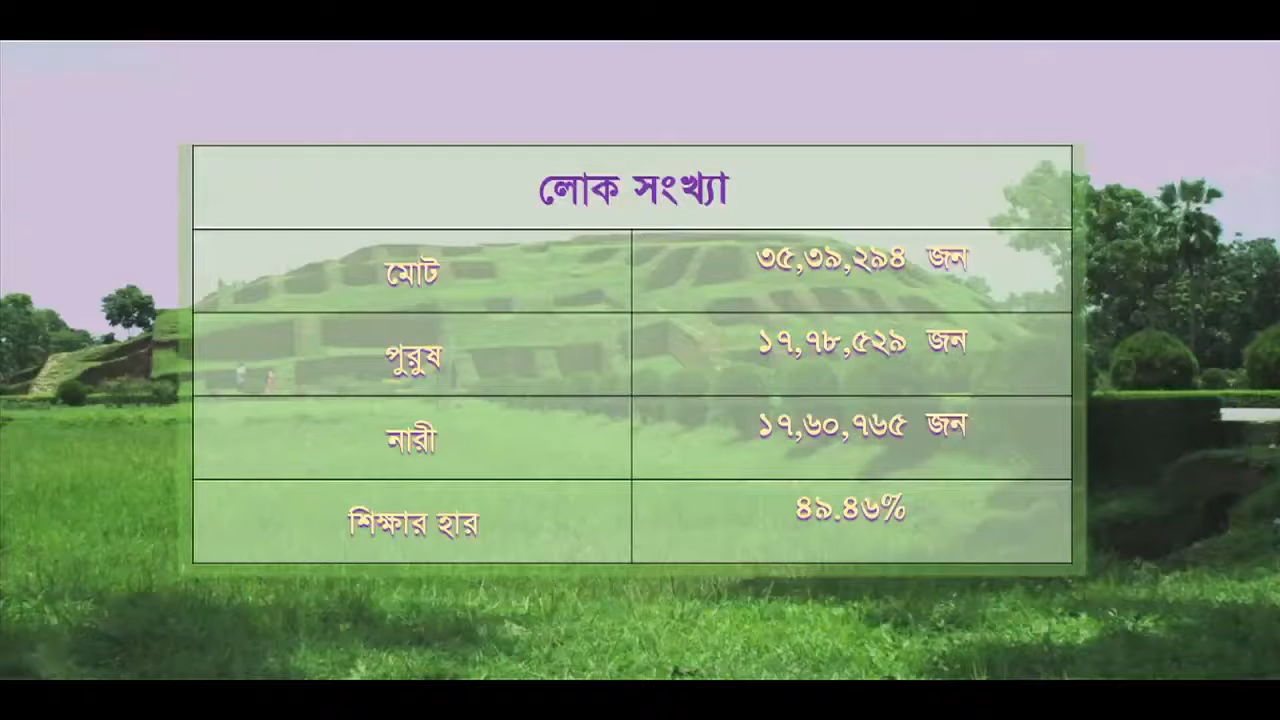 লোক সংখ্যা
মোট ৩৫,৩৯,২৯৪ জন
পুরুষ ১৭,৭৮,৫২৯ জন
নারী ১৭,৬০,৭৬৫ জন
শিক্ষার হার ৪৯.৪৬%